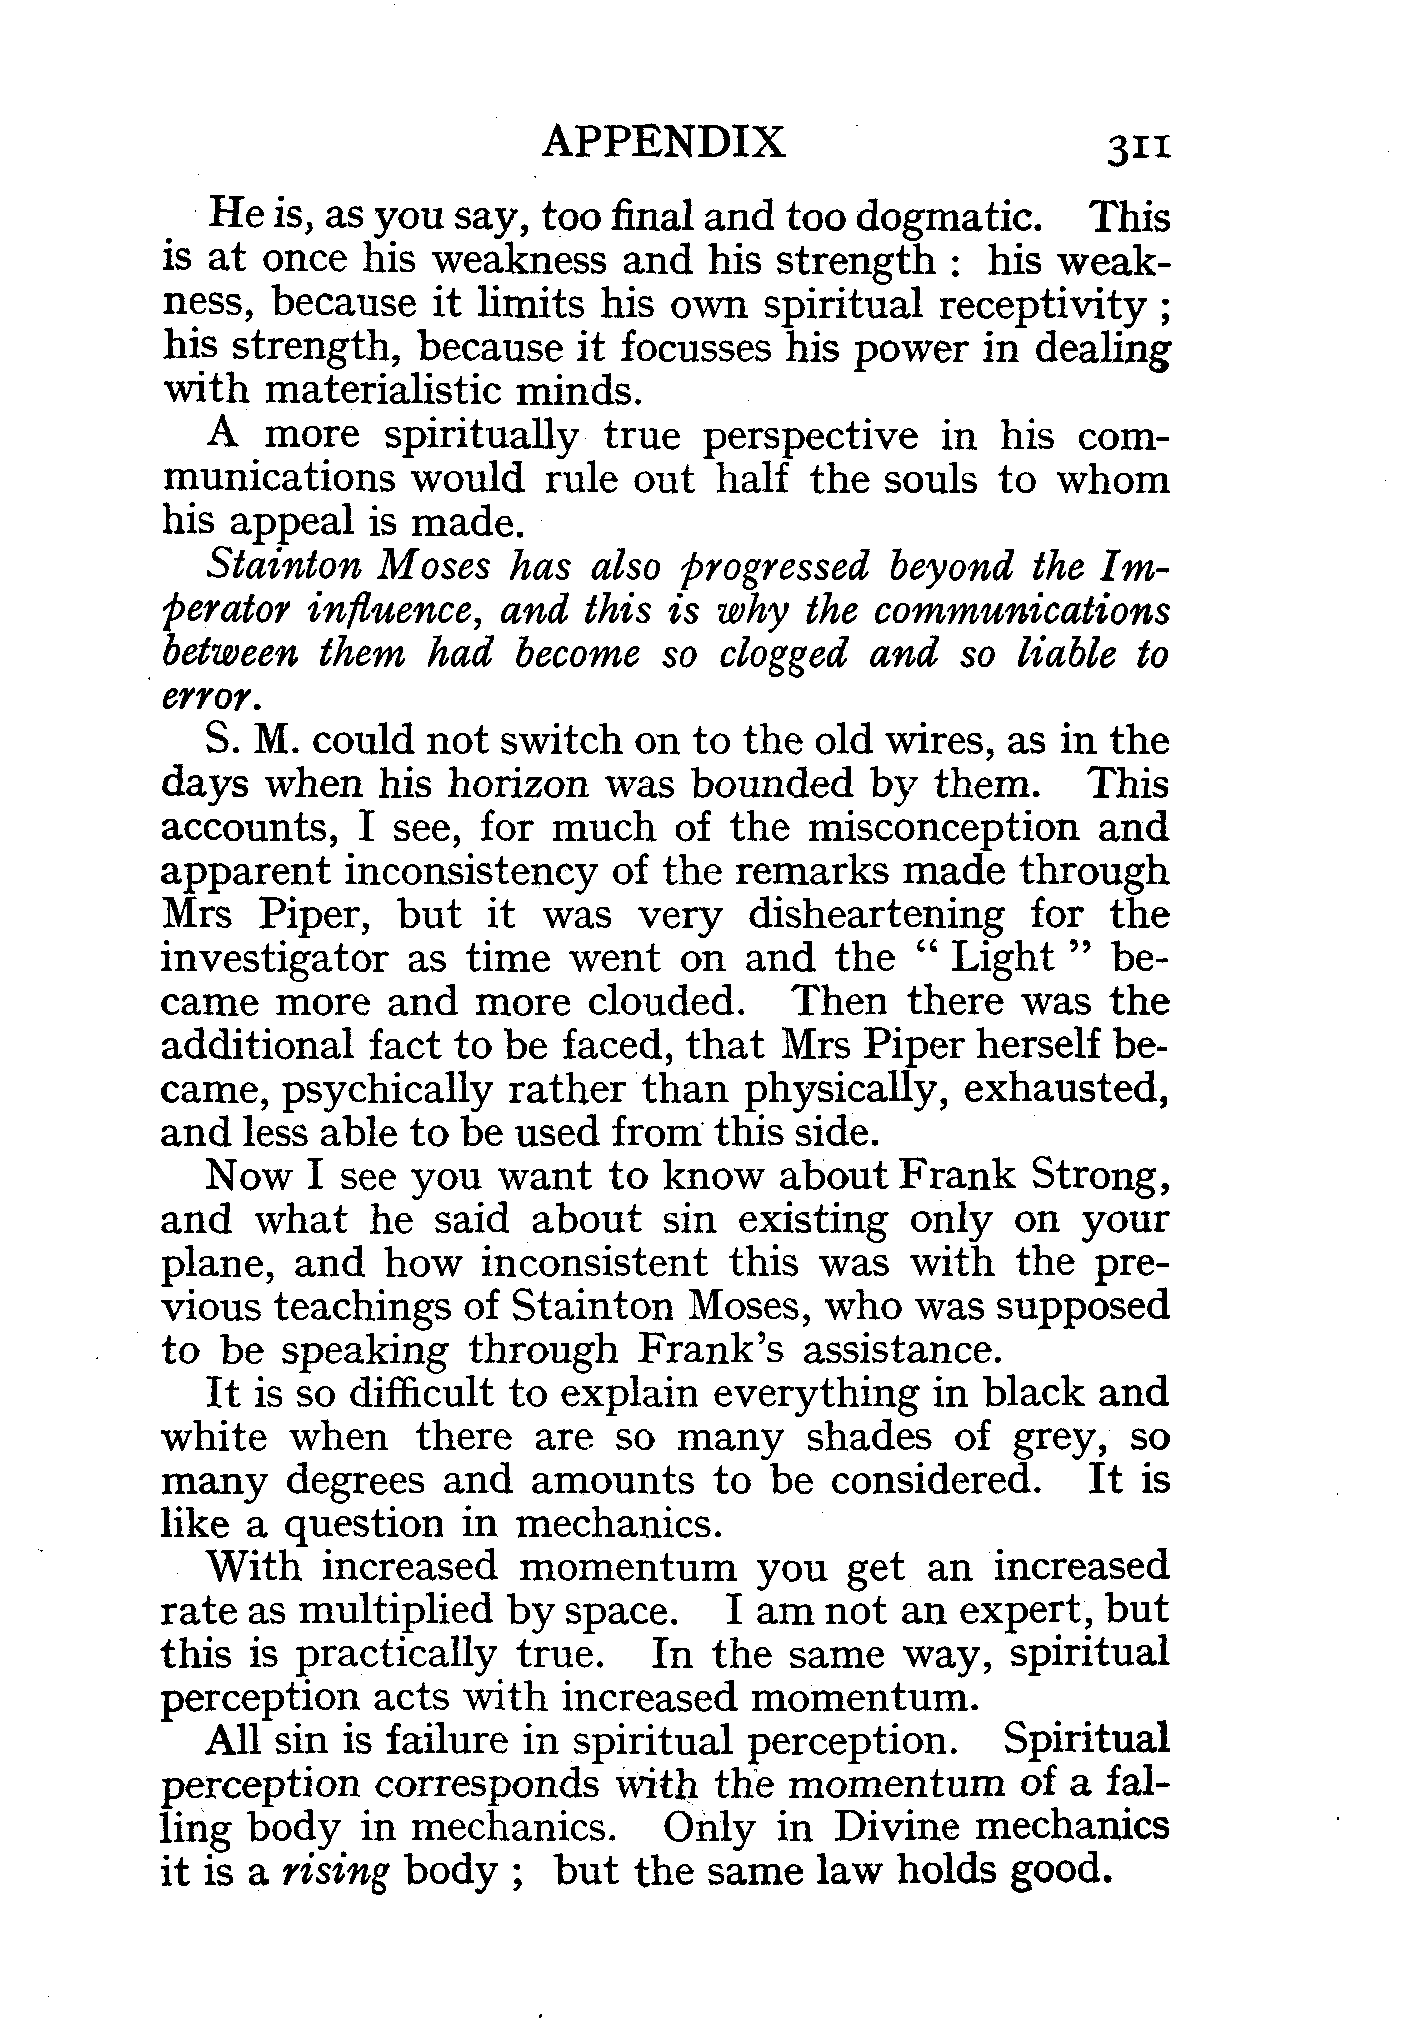 APPENDIX 311
He is, as you say, too final and too dogmatic. This
is at once his weakness and his strength : his weak-
ness, because it limits his own spiritual receptivity ;
his strength, because it focusses his power in dealing
with materialistic minds.
A more spiritually true perspective in his com-
munications would rule out half the souls to whom
his appeal is made.
Stainton Moses has also progressed beyond the Im-
perator influence, and this is why the communications
between them had become so clogged and so liable to
error.
S. M. could not switch on to the old wires, as in the
days when his horizon was bounded by them. This
accounts, I see, for much of the misconception and
apparent inconsistency of the remarks made through
Mrs Piper, but it was very disheartening for the
investigator as time went on and the “ Light ” be-
came more and more clouded. Then there was the
additional fact to be faced, that Mrs Piper herself be-
came, psychically rather than physically, exhausted,
and less able to be used from this side.
Now I see you want to know about Frank Strong,
and what he said about sin existing only on your
plane, and how inconsistent this was with the pre-
vious teachings of Stainton Moses, who was supposed
to be speaking through Frank’s assistance.
It is so difficult to explain everything in black and
white when there are so many shades of grey, so
many degrees and amounts to be considered. It is
like a question in mechanics.
With increased momentum you get an increased
rate as multiplied by space. I am not an expert, but
this is practically true. In the same way, spiritual
perception acts with increased momentum.
All sin is failure in spiritual perception. Spiritual
perception corresponds with the momentum of a fal-
ling body in mechanics. Only in Divine mechanics
it is a rising body ; but the same law holds good.